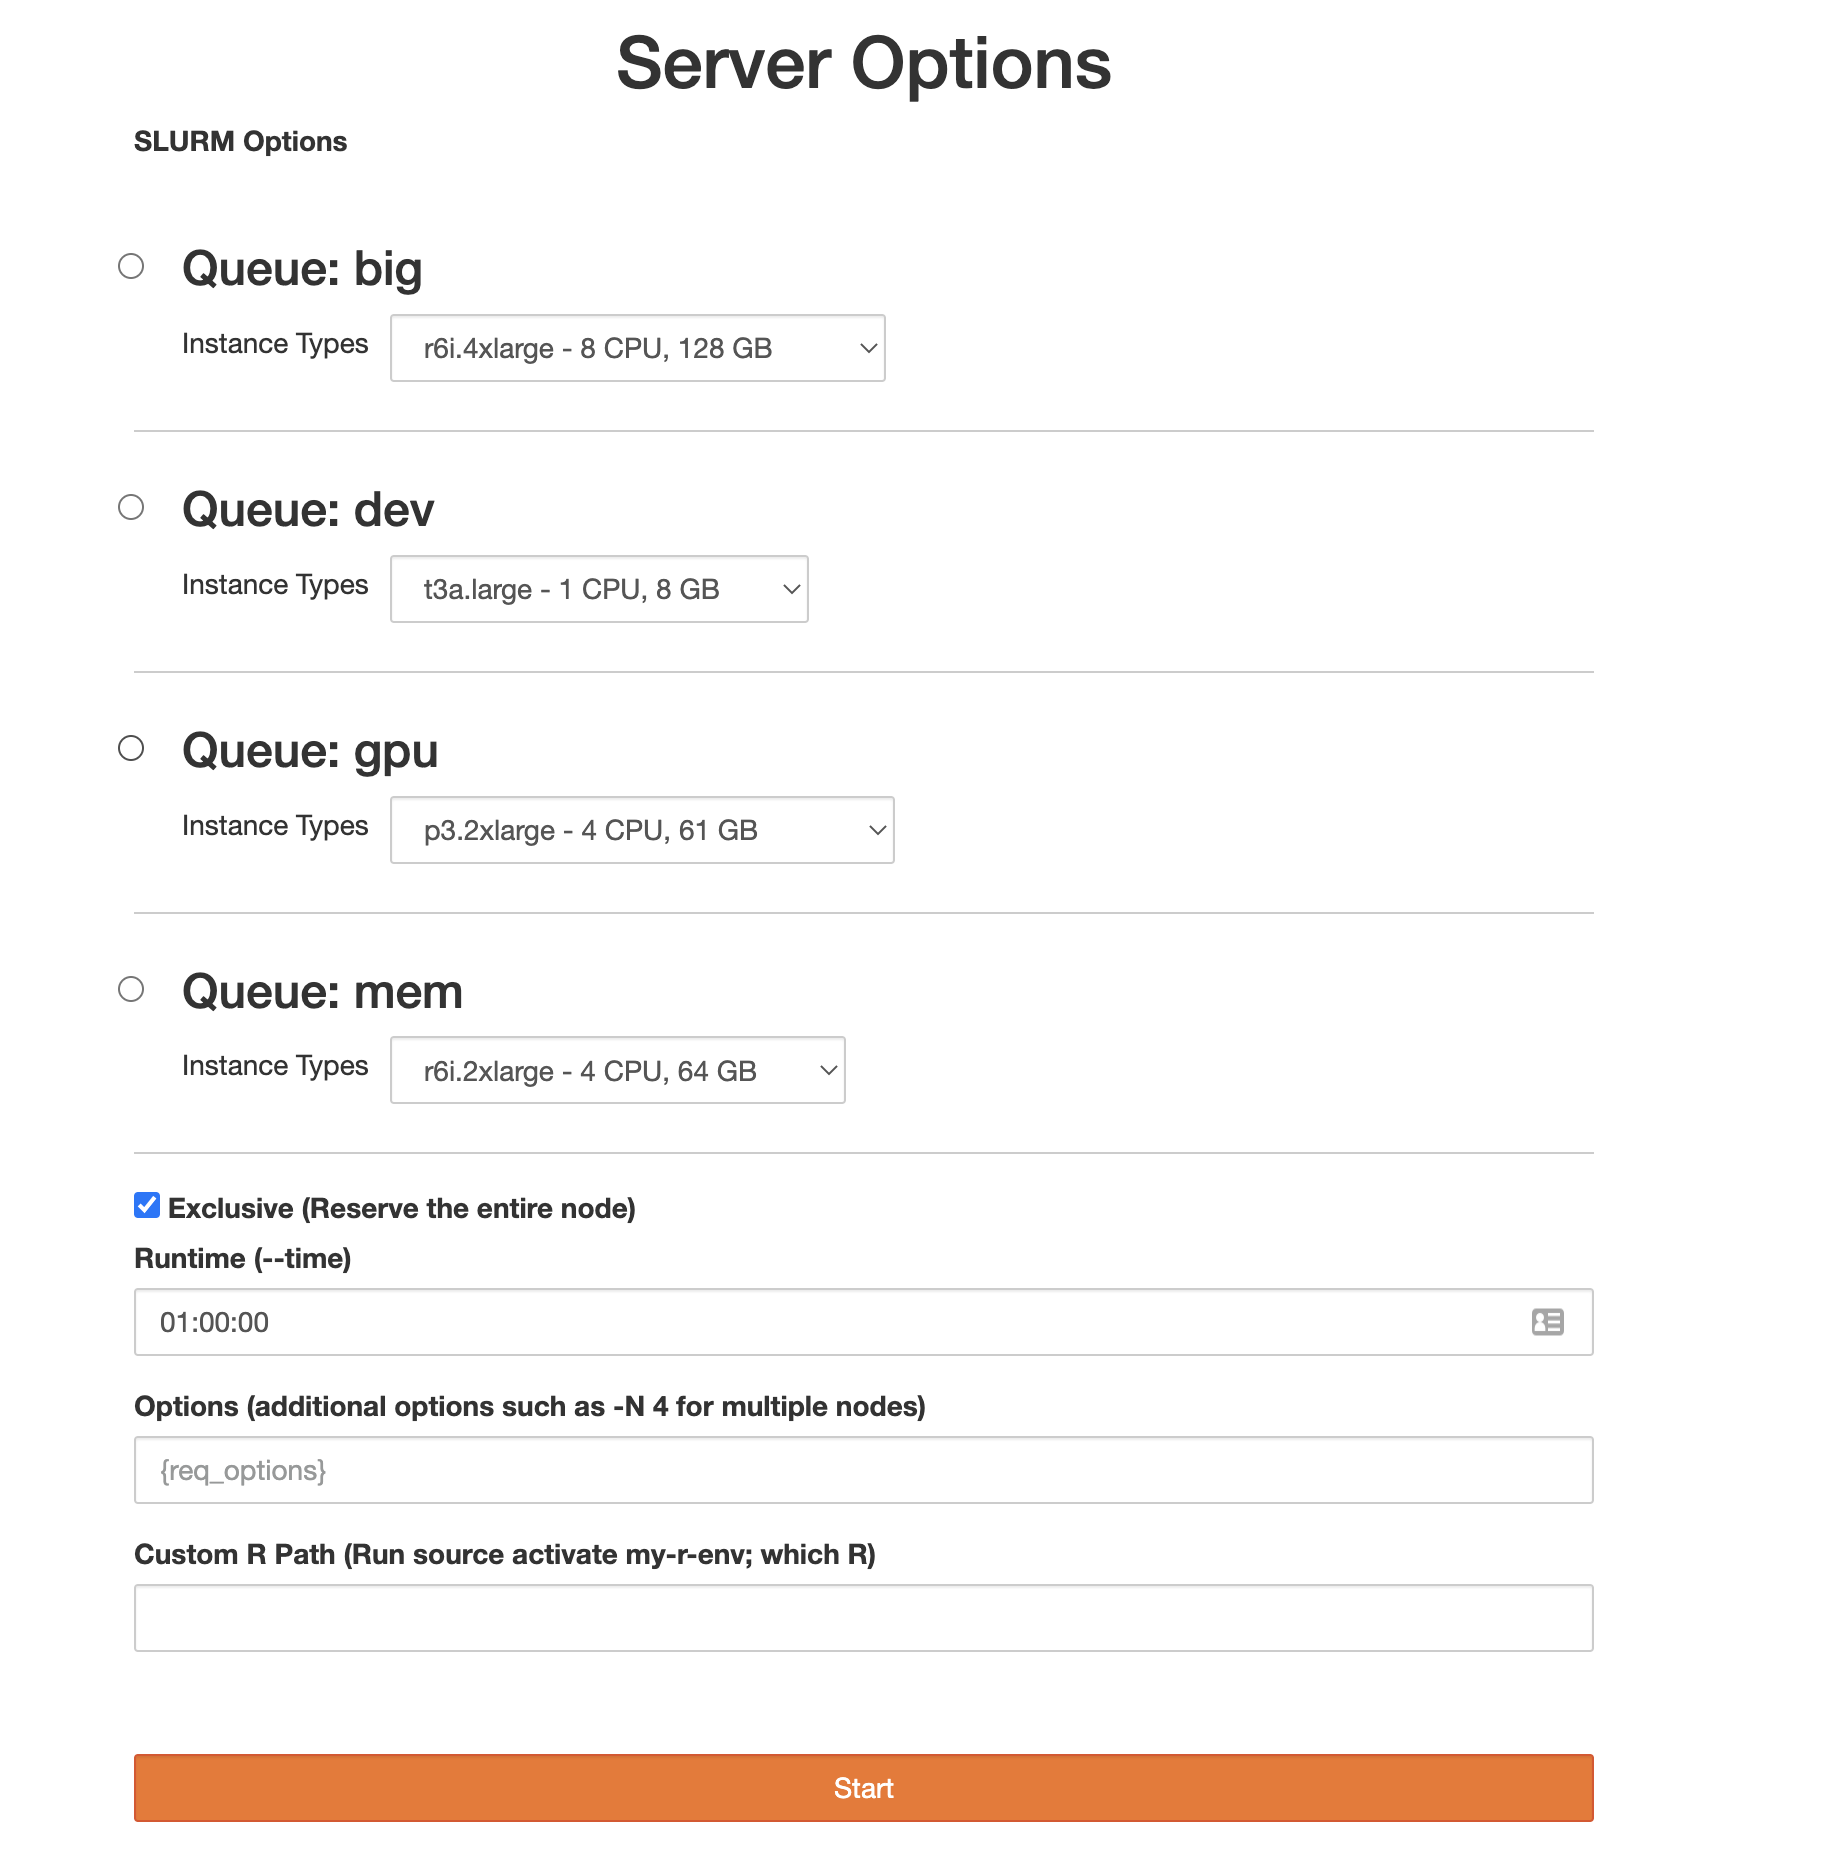 Server Options
SLURM Options
Queue: big
Instance Types r6i.4xlarge - 8 CPU, 128 GB
Queue: dev
Instance Types t3a.large - 1 CPU, 8 GB
Queue: gpu
Instance Types p3.2xlarge - 4 CPU, 61 GB
Queue: mem
Instance Types r6i.2xlarge - 4 CPU, 64 GB
Exclusive (Reserve the entire node)
Runtime (--time)
01:00:00
Options (additional options such as -N 4 for multiple nodes)
{req_options}
Custom R Path (Run source activate my-r-env; which R)
Start